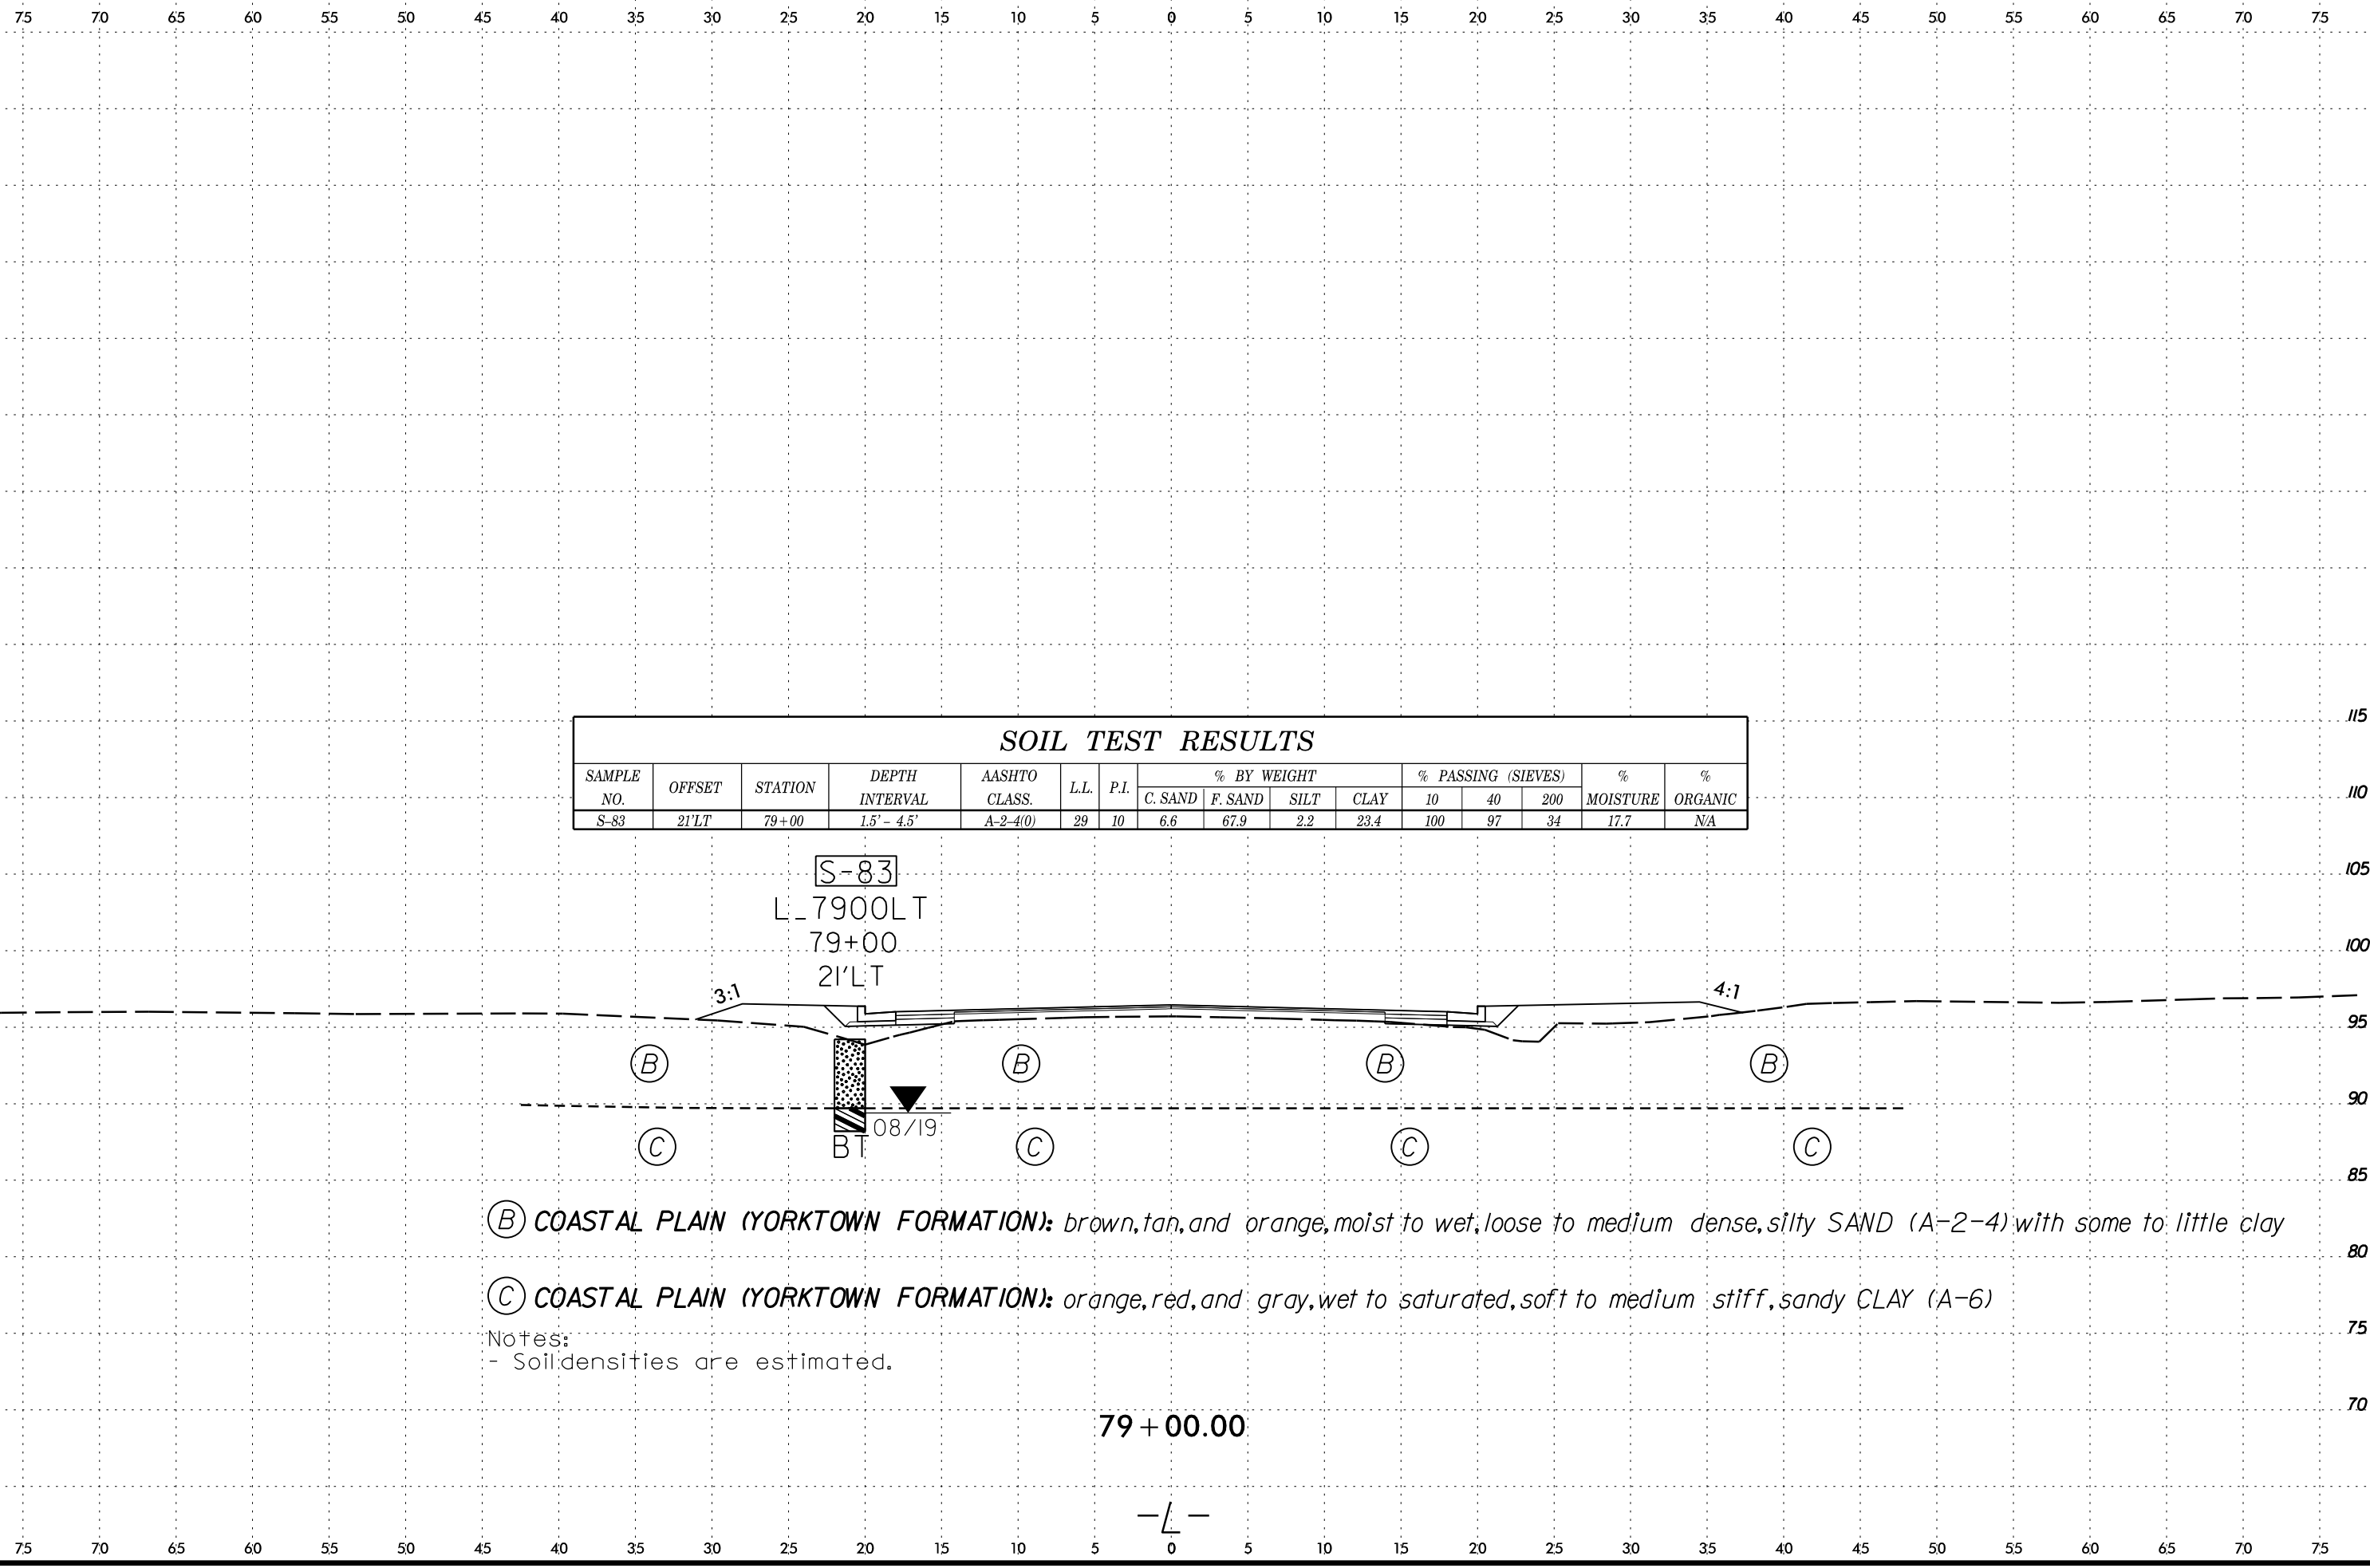 75 70 65 60 55 50 45 40 35 30 25 20 15 10 5 0 5 10 15 20 25 30 35 40 45 50 55 60 65 70 75
115
SOIL TEST RESULTS
SAMPLE NO. OFFSET STATION DEPTH INTERVAL AASHTO CLASS. L.L. P.I. % BY WEIGHT % PASSING (SIEVES) % MOISTURE % ORGANIC
C. SAND F. SAND SILT CLAY 10 40 200
110
S-83 21'LT 79+00 1.5' - 4.5' A-2-4(0) 29 10 6.6 67.9 2.2 23.4 100 97 34 17.7 N/A
S-83
105
L_7900LT
79+00
100
21'LT
3:1
4:1
95
B B B B
90
08/19
BT
C C C C
85
B COASTAL PLAIN (YORKTOWN FORMATION): brown, tan, and orange, moist to wet, loose to medium dense, silty SAND (A-2-4) with some to little clay
80
C COASTAL PLAIN (YORKTOWN FORMATION): orange, red, and gray, wet to saturated, soft to medium stiff, sandy CLAY (A-6)
75
Notes:
- Soil densities are estimated.
70
79+00.00
-L-
75 70 65 60 55 50 45 40 35 30 25 20 15 10 5 0 5 10 15 20 25 30 35 40 45 50 55 60 65 70 75